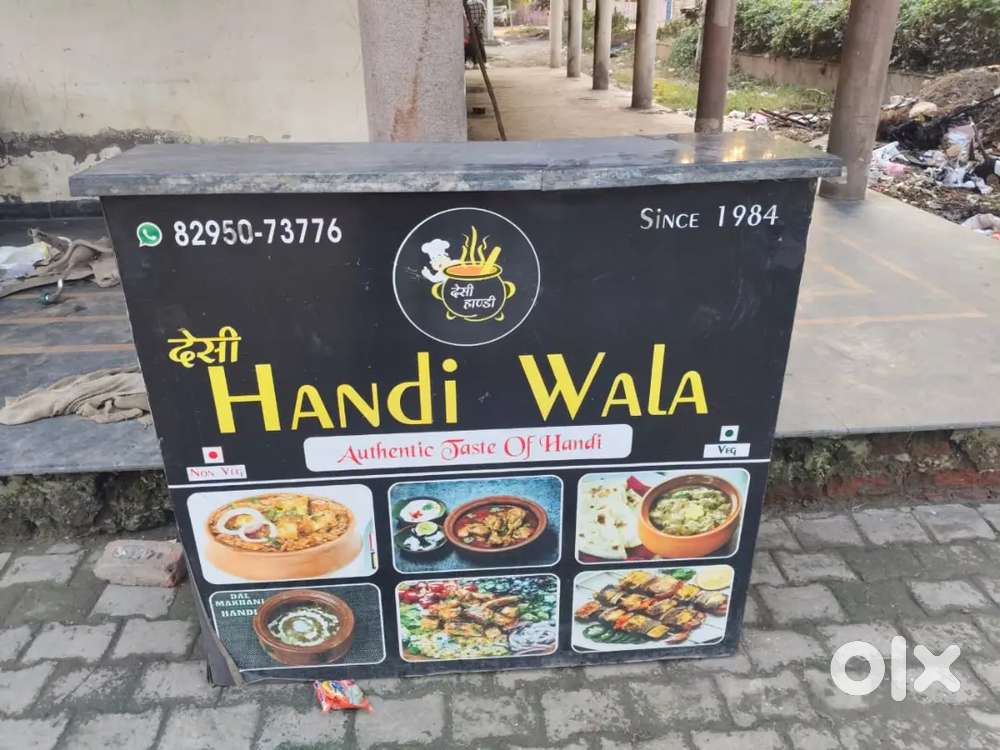 82950-73776
SINCE 1984
देसी
हाण्डी
देसी
HANDi WALA
Authentic Taste Of Handi
NON VEG
VEG
DAL
MAKHANI
HANDI
olx